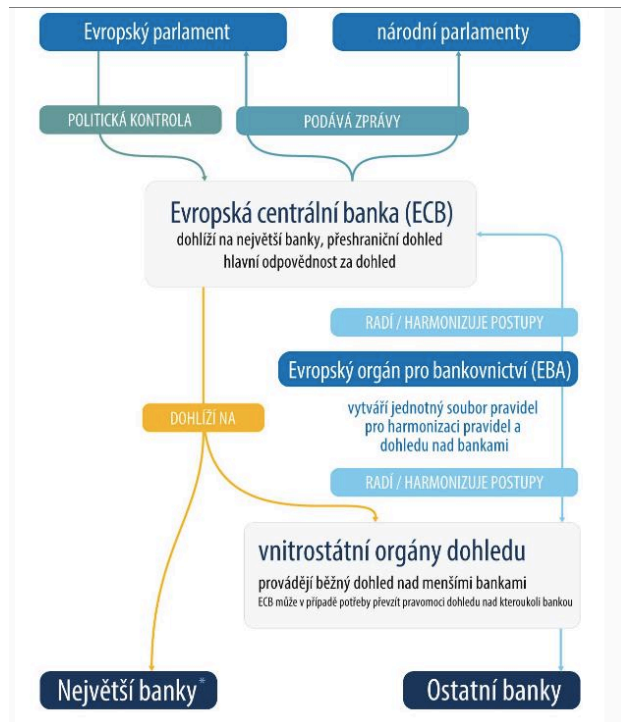 Evropský parlament
národní parlamenty
POLITICKÁ KONTROLA
PODÁVÁ ZPRÁVY
Evropská centrální banka (ECB)
dohlíží na největší banky, přeshraniční dohled
hlavní odpovědnost za dohled
RADÍ / HARMONIZUJE POSTUPY
Evropský orgán pro bankovnictví (EBA)
vytváří jednotný soubor pravidel
pro harmonizaci pravidel a
dohledu nad bankami
DOHLÍŽÍ NA
RADÍ / HARMONIZUJE POSTUPY
vnitrostátní orgány dohledu
provádějí běžný dohled nad menšími bankami
ECB může v případě potřeby převzít pravomoci dohledu nad kteroukoli bankou
Největší banky*
Ostatní banky